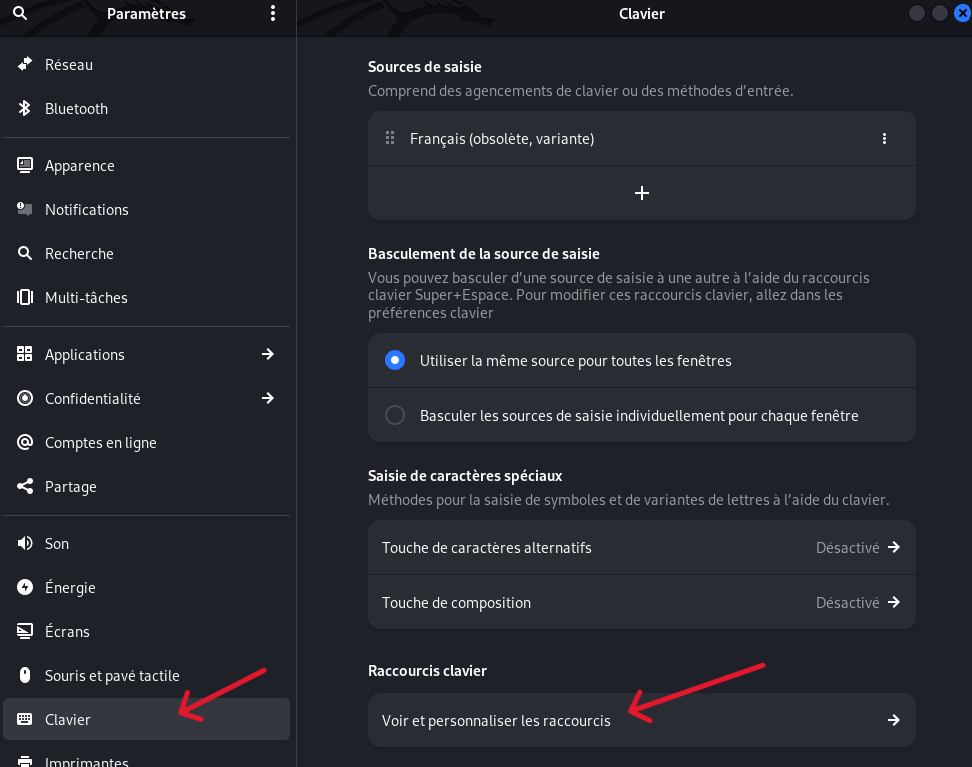 Paramètres
Clavier
Réseau
Bluetooth
Apparence
Notifications
Recherche
Multi-tâches
Applications
Confidentialité
Comptes en ligne
Partage
Son
Énergie
Écrans
Souris et pavé tactile
Clavier
Imprimantes
Sources de saisie
Comprend des agencements de clavier ou des méthodes d’entrée.
Français (obsolète, variante)
Basculement de la source de saisie
Vous pouvez basculer d’une source de saisie à une autre à l’aide du raccourcis
clavier Super+Espace. Pour modifier ces raccourcis clavier, allez dans les
préférences clavier
Utiliser la même source pour toutes les fenêtres
Basculer les sources de saisie individuellement pour chaque fenêtre
Saisie de caractères spéciaux
Méthodes pour la saisie de symboles et de variantes de lettres à l’aide du clavier.
Touche de caractères alternatifs Désactivé
Touche de composition Désactivé
Raccourcis clavier
Voir et personnaliser les raccourcis